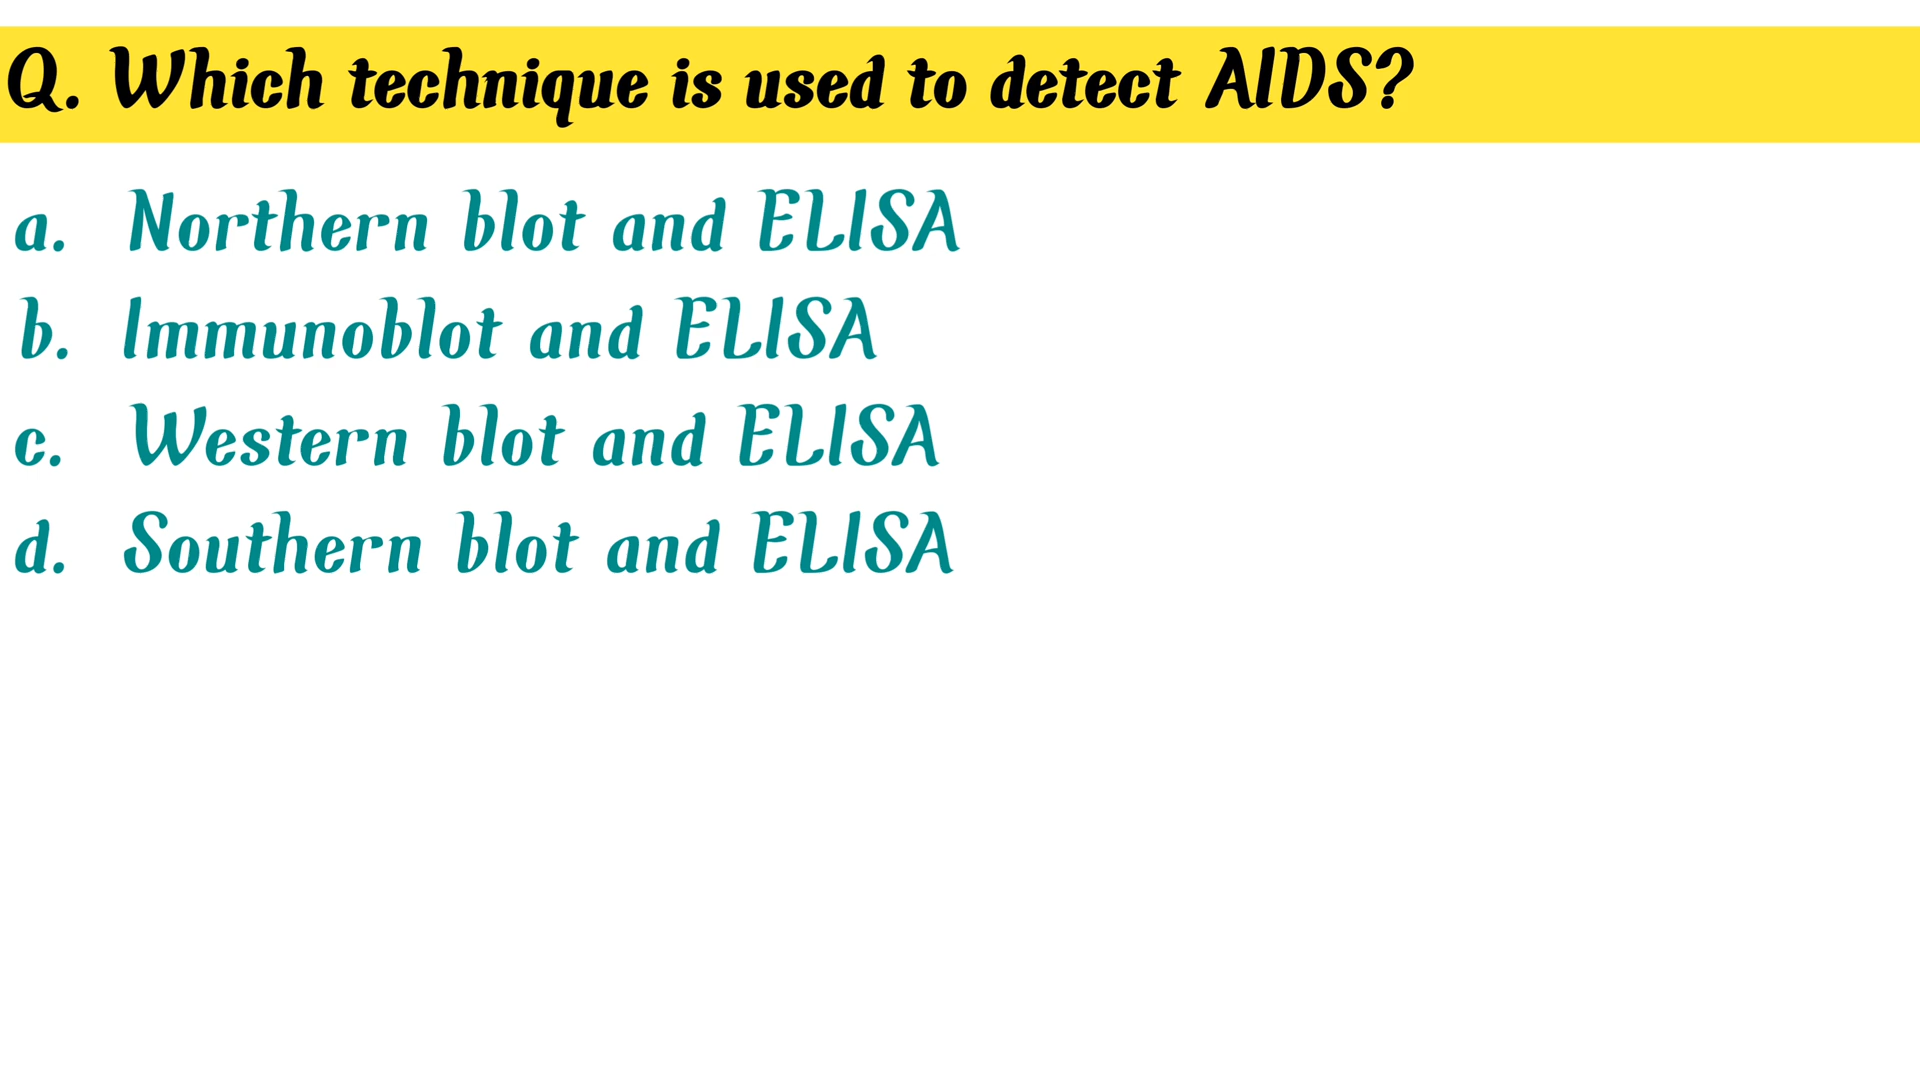 Q. Which technique is used to detect AIDS?
a. Northern blot and ELISA
b. Immunoblot and ELISA
c. Western blot and ELISA
d. Southern blot and ELISA